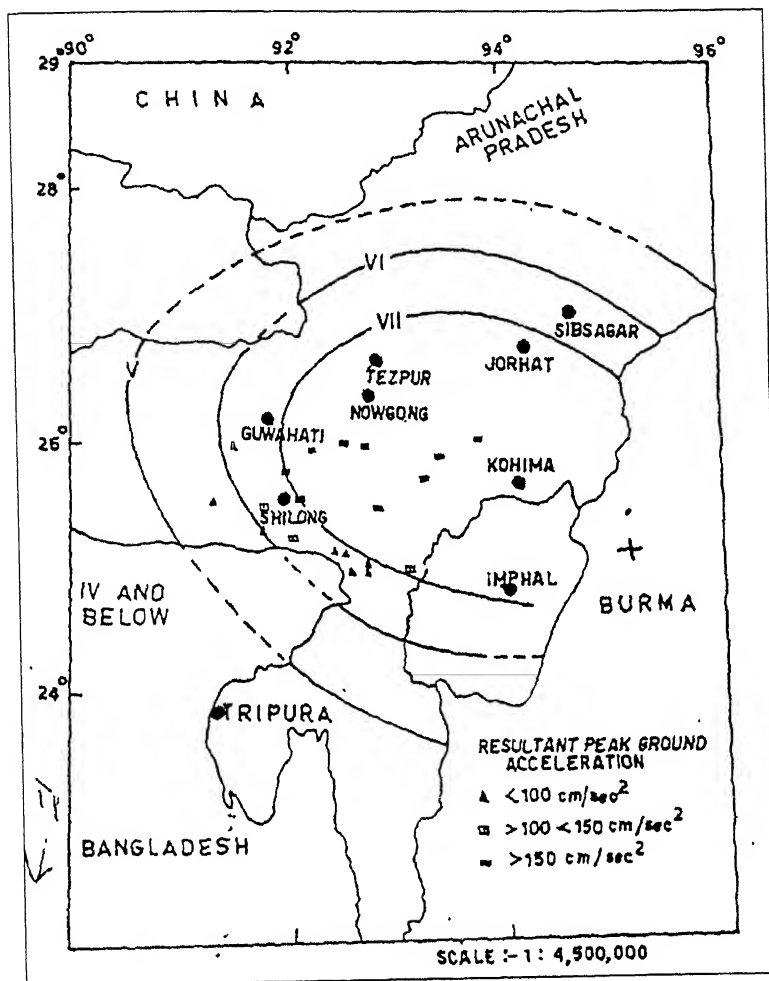 90° 92° 94° 96°
29
CHINA
ARUNACHAL
PRADESH
28°
VI
VII
SIBSAGAR
JORHAT
TEZPUR
NOWGONG
V
GUWAHATI
26°
KOHIMA
SHILONG
IMPHAL
IV AND
BELOW
BURMA
24°
TRIPURA
RESULTANT PEAK GROUND
ACCELERATION
<100 cm/sec²
>100 <150 cm/sec²
>150 cm/sec²
BANGLADESH
SCALE :- 1 : 4,500,000